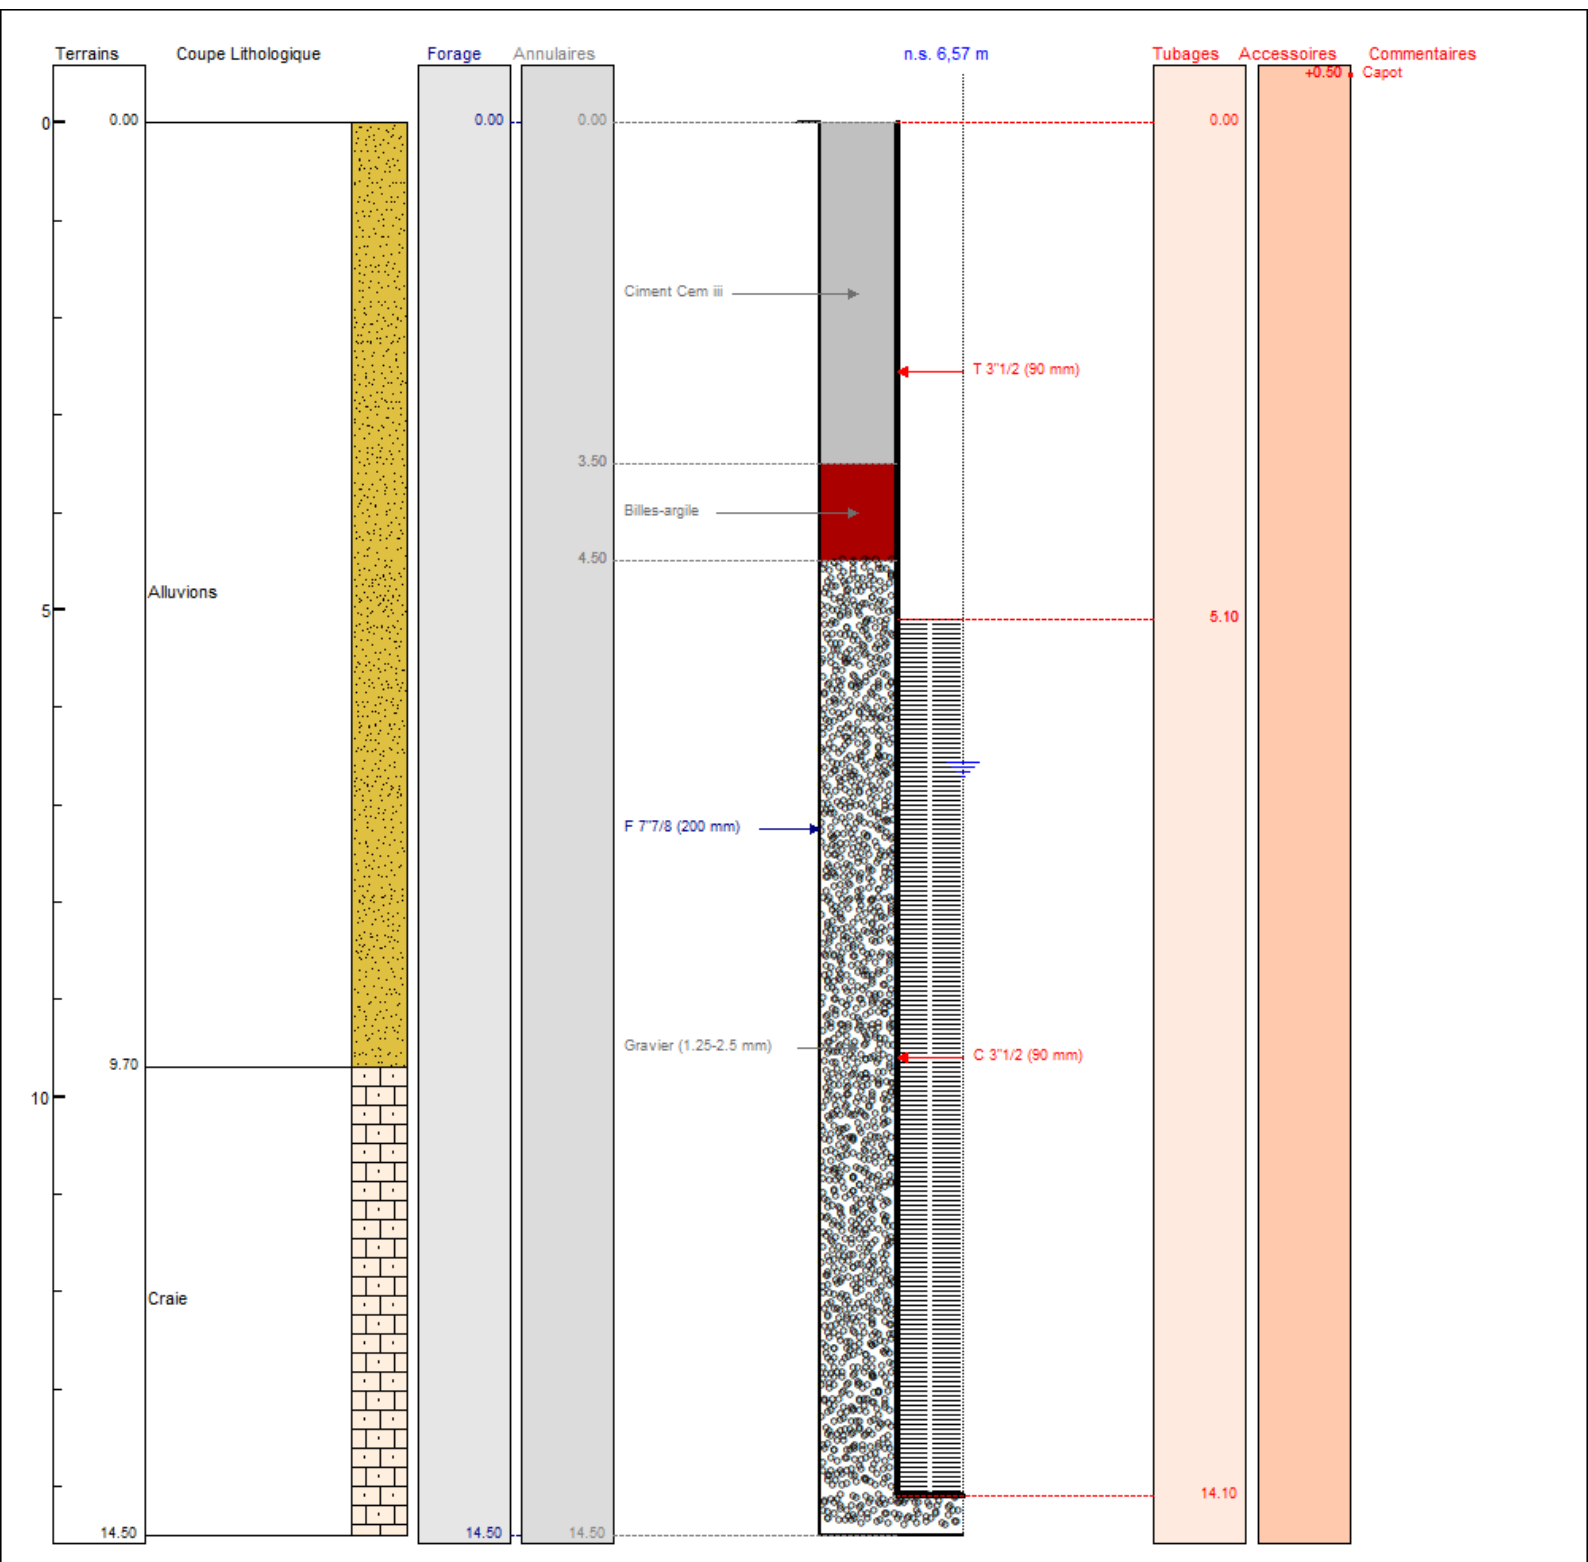 Terrains Coupe Lithologique Forage Annulaires n.s. 6,57 m Tubages Accessoires Commentaires
+0.50 Capot
0 0.00 0.00 0.00 0.00
Ciment Cem iii
T 3"1/2 (90 mm)
3.50
Billes-argile
4.50
Alluvions
5 5.10
F 7"7/8 (200 mm)
Gravier (1.25-2.5 mm) C 3"1/2 (90 mm)
9.70
10
Craie
14.10
14.50 14.50 14.50